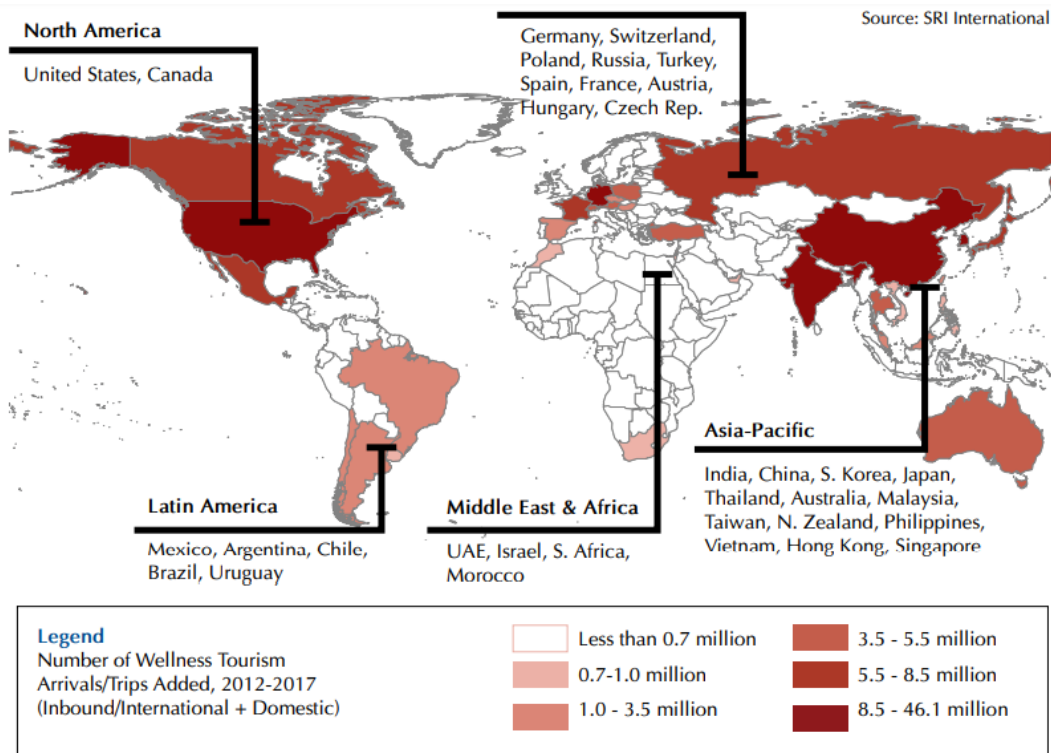 Source: SRI International
North America
United States, Canada
Germany, Switzerland,
Poland, Russia, Turkey,
Spain, France, Austria,
Hungary, Czech Rep.
Latin America
Mexico, Argentina, Chile,
Brazil, Uruguay
Middle East & Africa
UAE, Israel, S. Africa,
Morocco
Asia-Pacific
India, China, S. Korea, Japan,
Thailand, Australia, Malaysia,
Taiwan, N. Zealand, Philippines,
Vietnam, Hong Kong, Singapore
Legend
Number of Wellness Tourism
Arrivals/Trips Added, 2012-2017
(Inbound/International + Domestic)
Less than 0.7 million
0.7-1.0 million
1.0 - 3.5 million
3.5 - 5.5 million
5.5 - 8.5 million
8.5 - 46.1 million